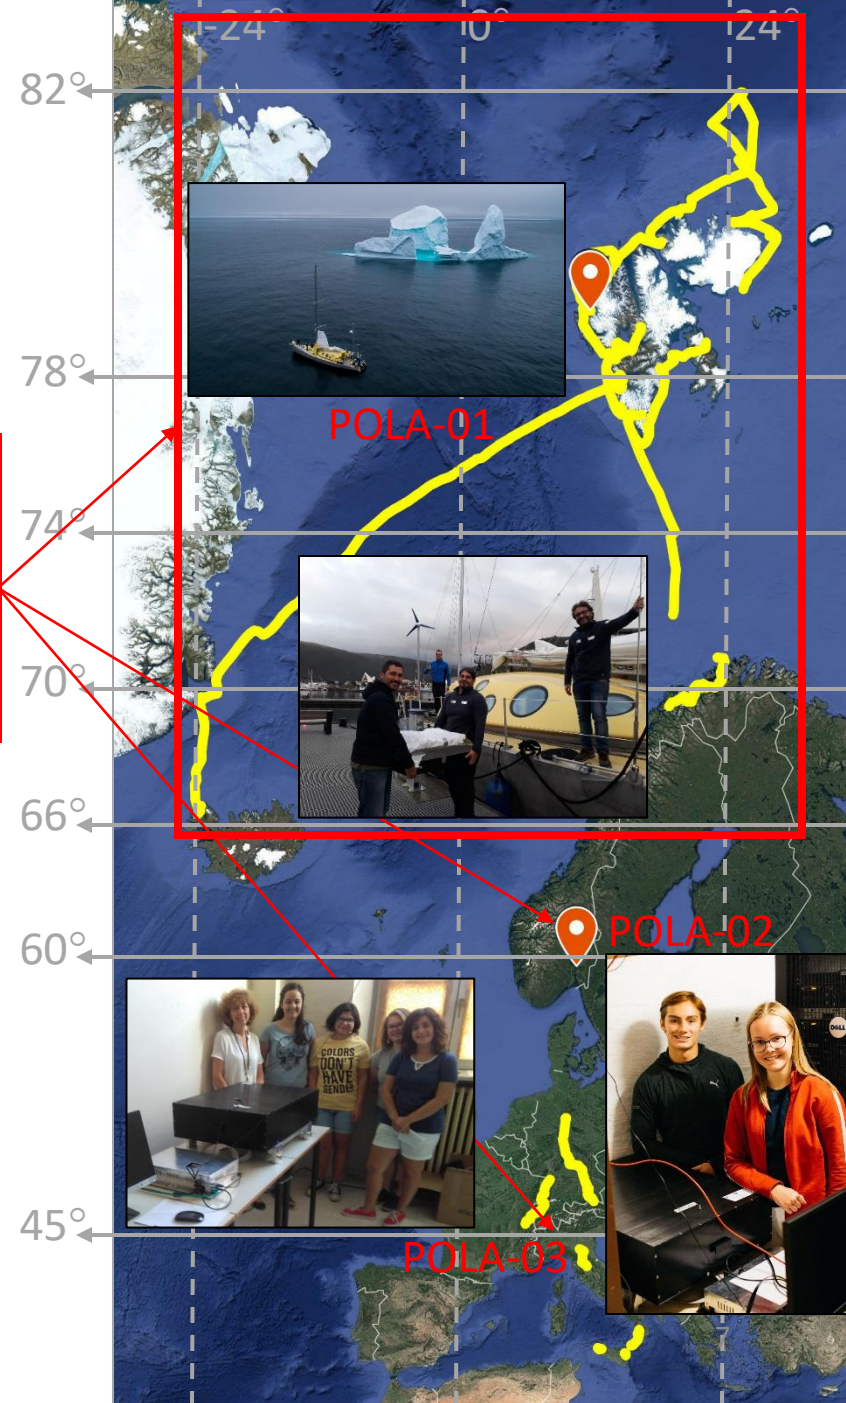 -24°
0°
24°
82°
78°
POLA-01
74°
70°
66°
60°
POLA-02
COLORS
DON'T
HAVE
GENDER
DELL
45°
POLA-03